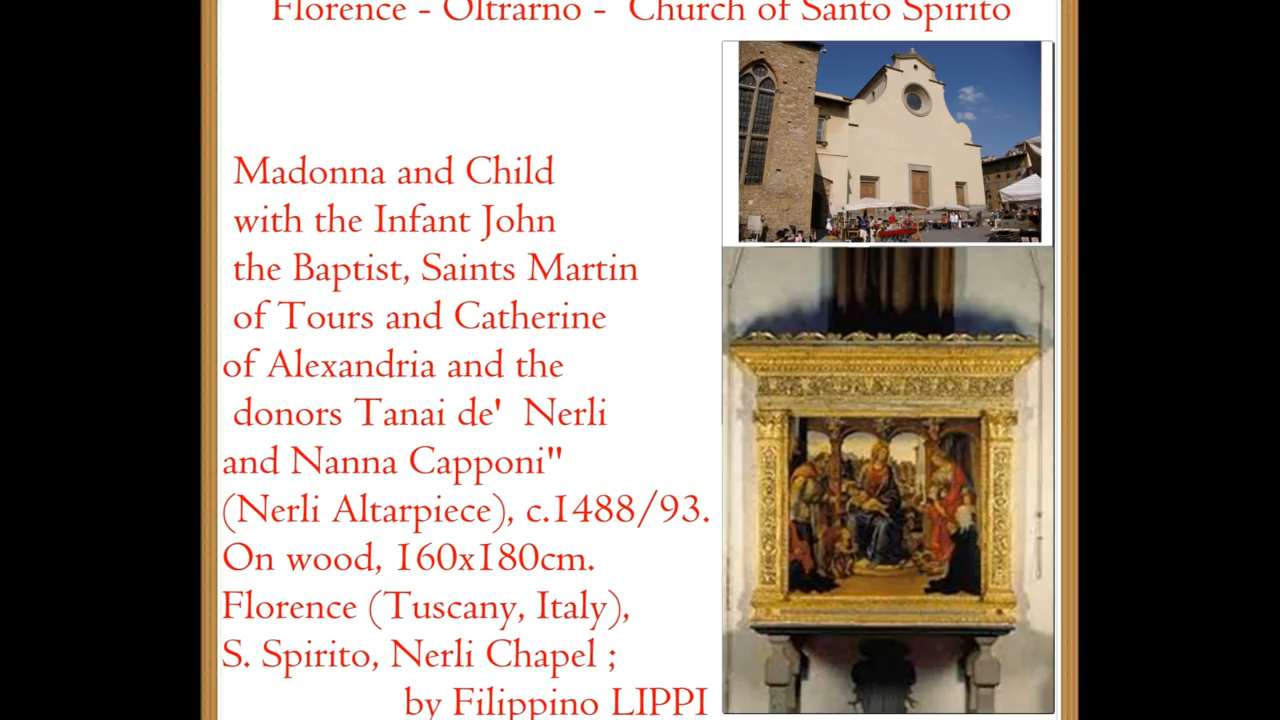 Florence - Oltrarno - Church of Santo Spirito
Madonna and Child
with the Infant John
the Baptist, Saints Martin
of Tours and Catherine
of Alexandria and the
donors Tanai de' Nerli
and Nanna Capponi"
(Nerli Altarpiece), c.1488/93.
On wood, 160x180cm.
Florence (Tuscany, Italy),
S. Spirito, Nerli Chapel ;
by Filippino LIPPI